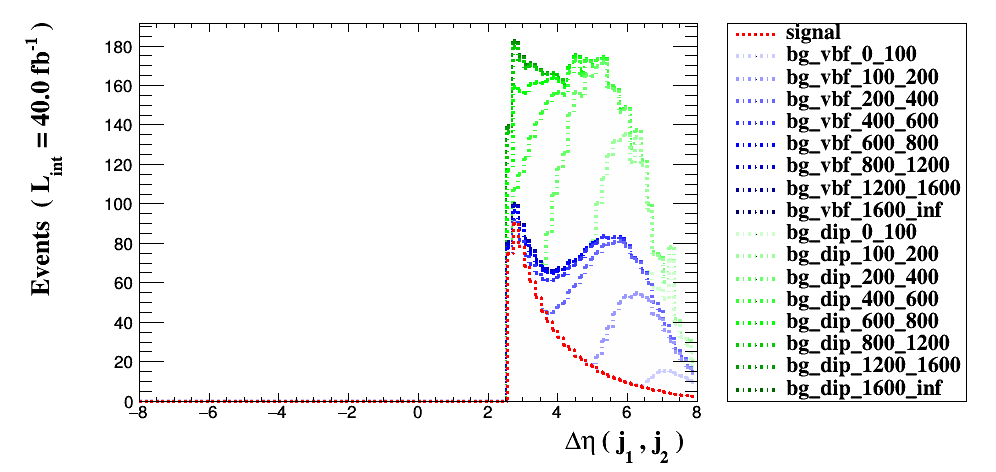 Events ( L_int = 40.0 fb⁻¹ )
180
160
140
120
100
80
60
40
20
0
−8 −6 −4 −2 0 2 4 6 8
Δη ( j₁ , j₂ )
signal
bg_vbf_0_100
bg_vbf_100_200
bg_vbf_200_400
bg_vbf_400_600
bg_vbf_600_800
bg_vbf_800_1200
bg_vbf_1200_1600
bg_vbf_1600_inf
bg_dip_0_100
bg_dip_100_200
bg_dip_200_400
bg_dip_400_600
bg_dip_600_800
bg_dip_800_1200
bg_dip_1200_1600
bg_dip_1600_inf